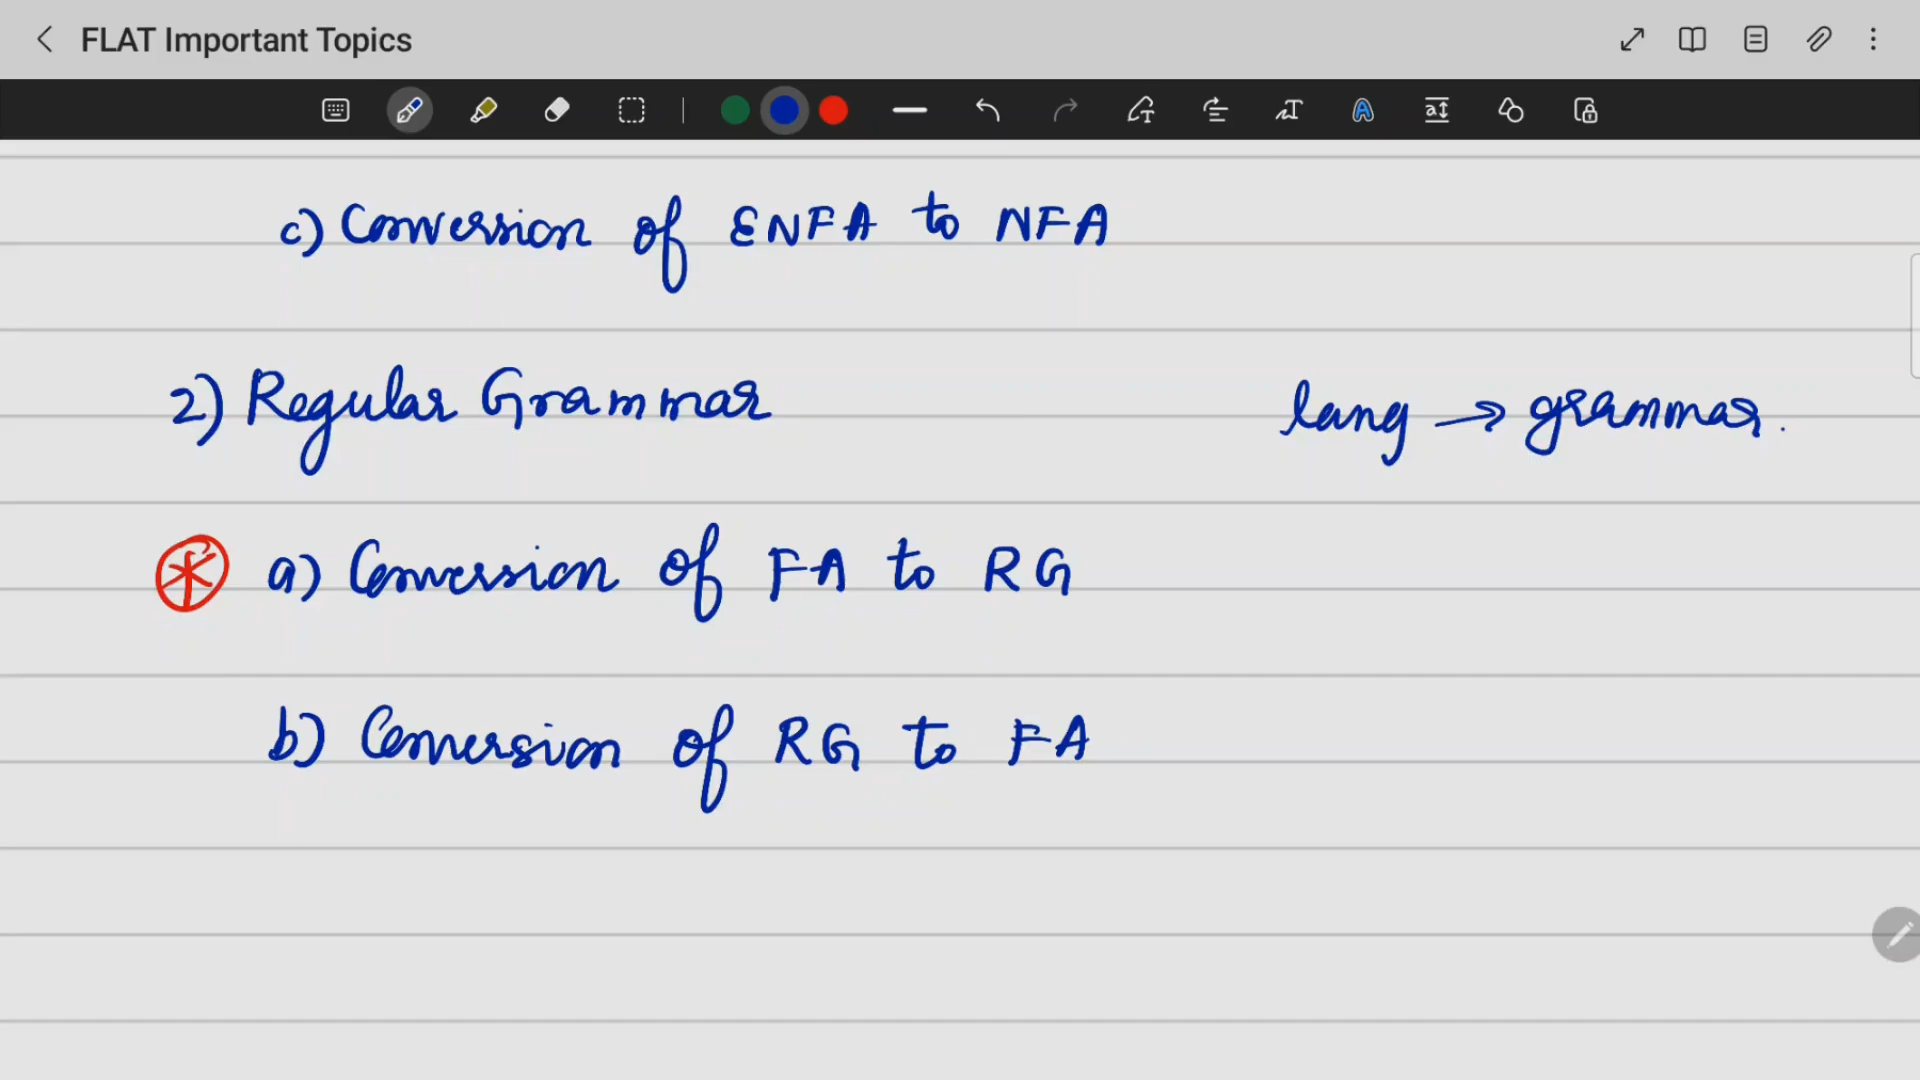 FLAT Important Topics
c) Conversion of ENFA to NFA
2) Regular Grammar lang → grammar.
* a) Conversion of FA to RG
b) Conversion of RG to FA